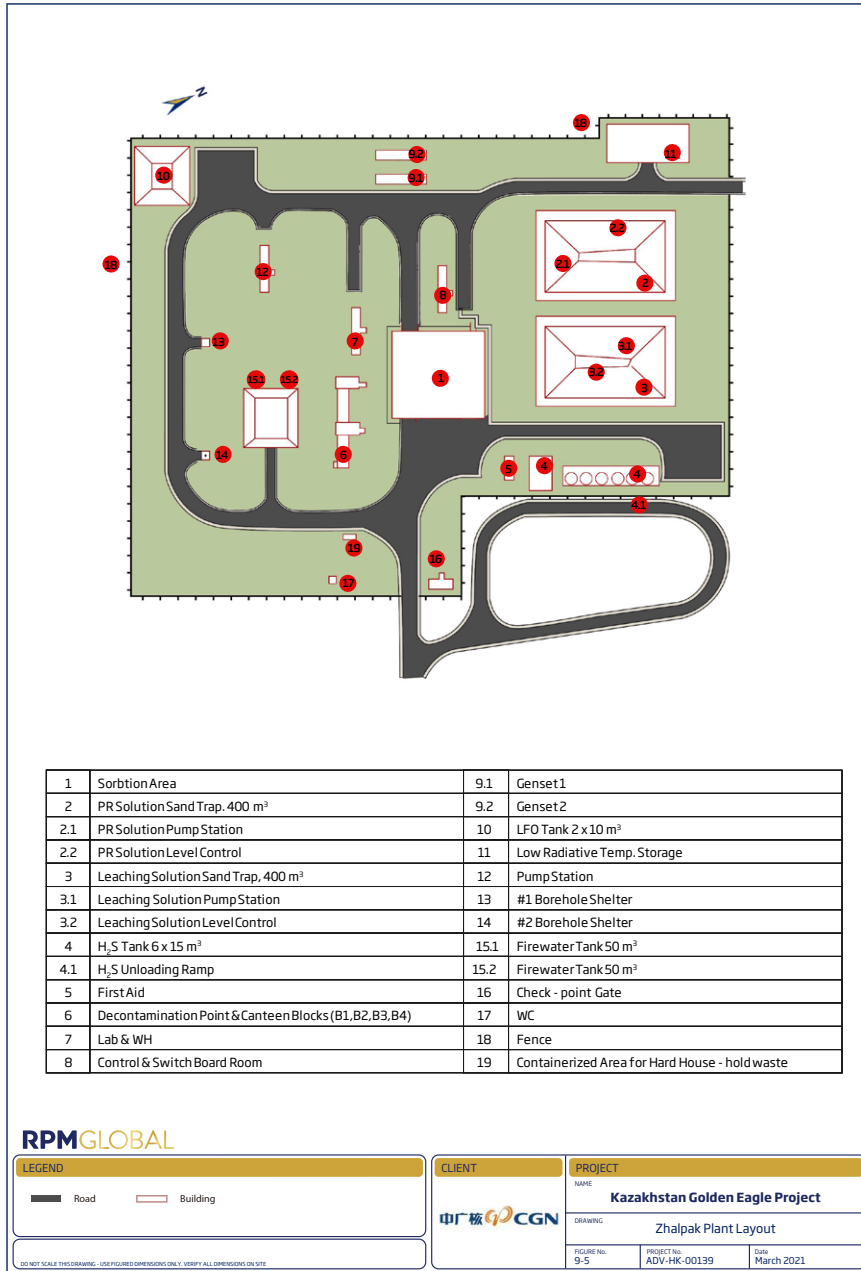 N
18
9.2
11
10
9.1
2.2
18
2.1
12
2
8
13
7
3.1
3.2
15.1
15.2
1
3
14
6
5
4
4
4.1
19
16
17
1 Sorbtion Area 9.1 Genset 1
2 PR Solution Sand Trap. 400 m³ 9.2 Genset 2
2.1 PR Solution Pump Station 10 LFO Tank 2 x 10 m³
2.2 PR Solution Level Control 11 Low Radiative Temp. Storage
3 Leaching Solution Sand Trap, 400 m³ 12 Pump Station
3.1 Leaching Solution Pump Station 13 #1 Borehole Shelter
3.2 Leaching Solution Level Control 14 #2 Borehole Shelter
4 H₂S Tank 6 x 15 m³ 15.1 Firewater Tank 50 m³
4.1 H₂S Unloading Ramp 15.2 Firewater Tank 50 m³
5 First Aid 16 Check - point Gate
6 Decontamination Point & Canteen Blocks (B1,B2,B3,B4) 17 WC
7 Lab & WH 18 Fence
8 Control & Switch Board Room 19 Containerized Area for Hard House - hold waste
RPMGLOBAL
LEGEND
Road Building
DO NOT SCALE THIS DRAWING - USE FIGURED DIMENSIONS ONLY. VERIFY ALL DIMENSIONS ON SITE
CLIENT
中广核 CGN
PROJECT
NAME
Kazakhstan Golden Eagle Project
DRAWING
Zhalpak Plant Layout
FIGURE No. PROJECT No. Date
9-5 ADV-HK-00139 March 2021